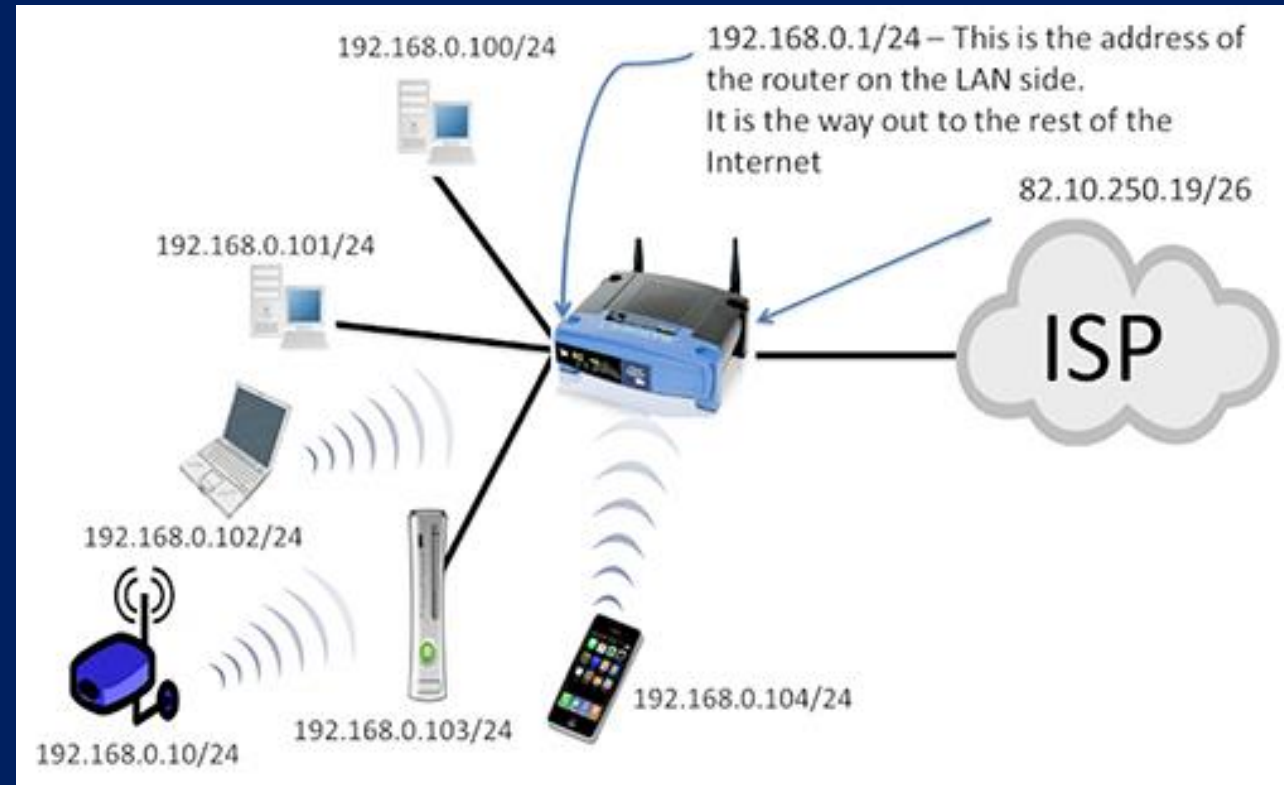 192.168.0.100/24
192.168.0.1/24 – This is the address of
the router on the LAN side.
It is the way out to the rest of the
Internet
82.10.250.19/26
192.168.0.101/24
ISP
192.168.0.102/24
192.168.0.103/24
192.168.0.104/24
192.168.0.10/24